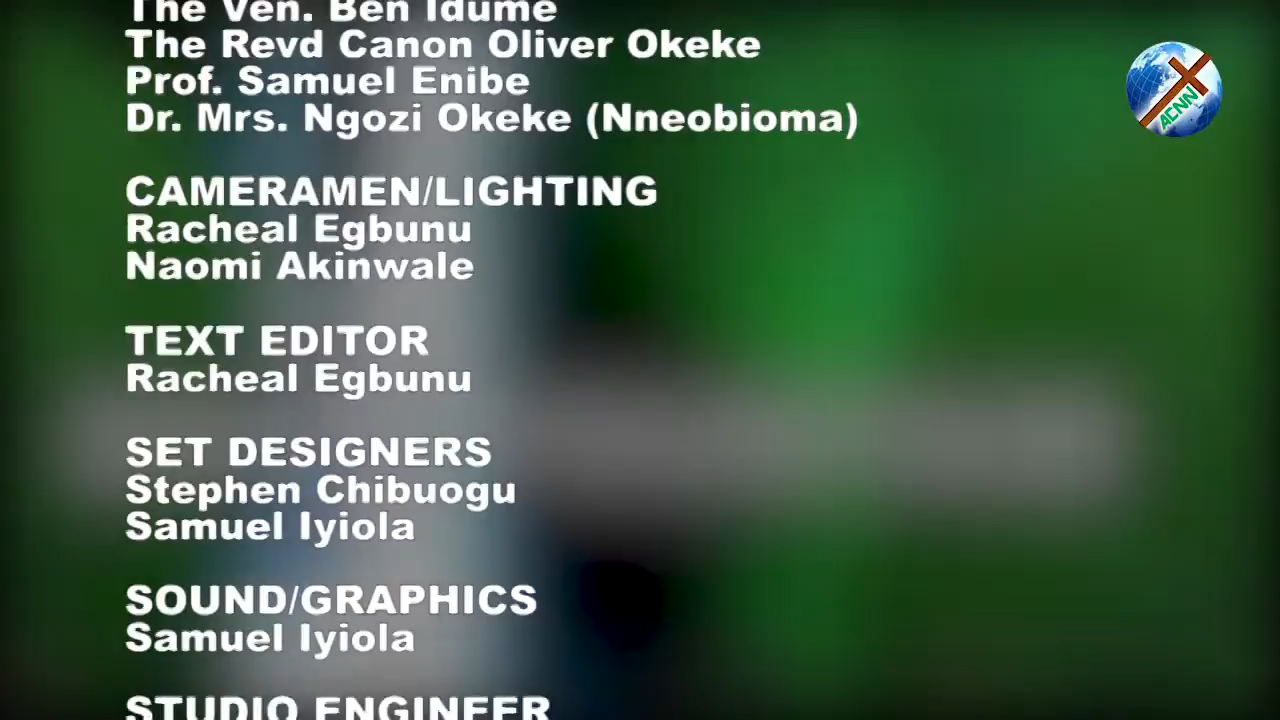 The Ven. Ben Idume
The Revd Canon Oliver Okeke
Prof. Samuel Enibe
Dr. Mrs. Ngozi Okeke (Nneobioma)
CAMERAMEN/LIGHTING
Racheal Egbunu
Naomi Akinwale
TEXT EDITOR
Racheal Egbunu
SET DESIGNERS
Stephen Chibuogu
Samuel Iyiola
SOUND/GRAPHICS
Samuel Iyiola
STUDIO ENGINEER
ACNN